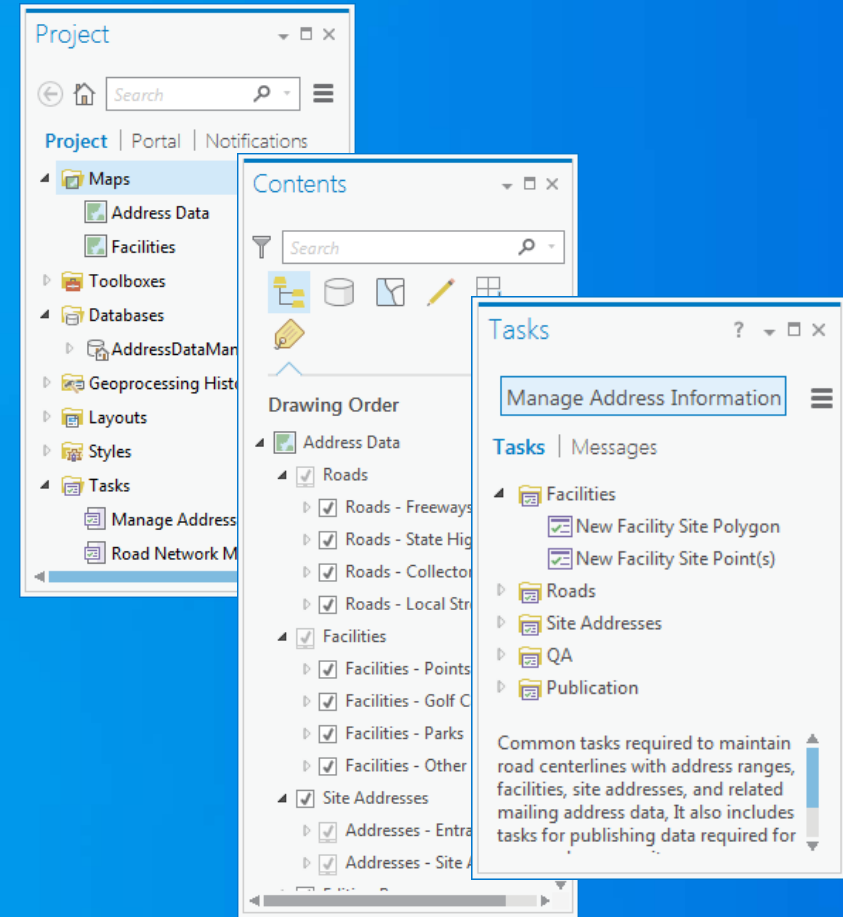 Project
Search
Project | Portal | Notifications
Maps
Address Data
Facilities
Toolboxes
Databases
AddressDataMan
Geoprocessing Histo
Layouts
Styles
Tasks
Manage Address
Road Network M
Contents
Search
Drawing Order
Address Data
Roads
Roads - Freeways
Roads - State Hig
Roads - Collector
Roads - Local Stre
Facilities
Facilities - Points
Facilities - Golf C
Facilities - Parks
Facilities - Other
Site Addresses
Addresses - Entra
Addresses - Site A
Tasks ?
Manage Address Information
Tasks | Messages
Facilities
New Facility Site Polygon
New Facility Site Point(s)
Roads
Site Addresses
QA
Publication
Common tasks required to maintain
road centerlines with address ranges,
facilities, site addresses, and related
mailing address data, It also includes
tasks for publishing data required for